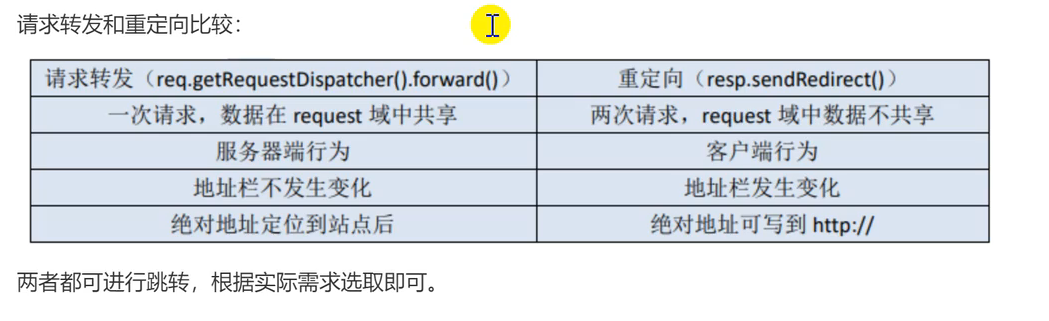 请求转发和重定向比较：
请求转发（req.getRequestDispatcher().forward()） 重定向（resp.sendRedirect()）
一次请求，数据在 request 域中共享 两次请求，request 域中数据不共享
服务器端行为 客户端行为
地址栏不发生变化 地址栏发生变化
绝对地址定位到站点后 绝对地址可写到 http://
两者都可进行跳转，根据实际需求选取即可。